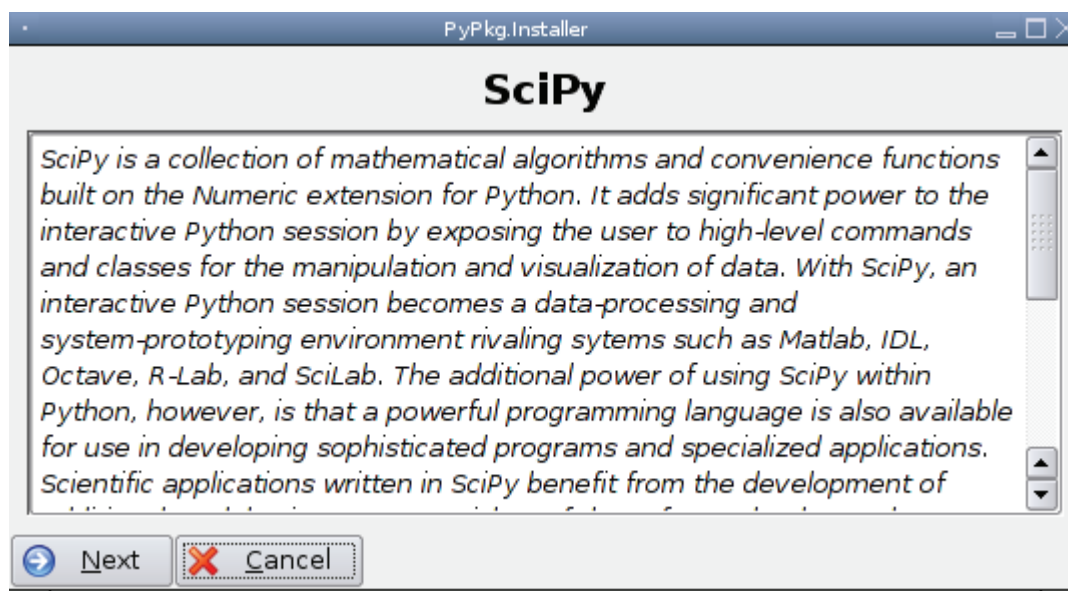 PyPkg.Installer
SciPy
SciPy is a collection of mathematical algorithms and convenience functions
built on the Numeric extension for Python. It adds significant power to the
interactive Python session by exposing the user to high-level commands
and classes for the manipulation and visualization of data. With SciPy, an
interactive Python session becomes a data-processing and
system-prototyping environment rivaling sytems such as Matlab, IDL,
Octave, R-Lab, and SciLab. The additional power of using SciPy within
Python, however, is that a powerful programming language is also available
for use in developing sophisticated programs and specialized applications.
Scientific applications written in SciPy benefit from the development of
Next Cancel